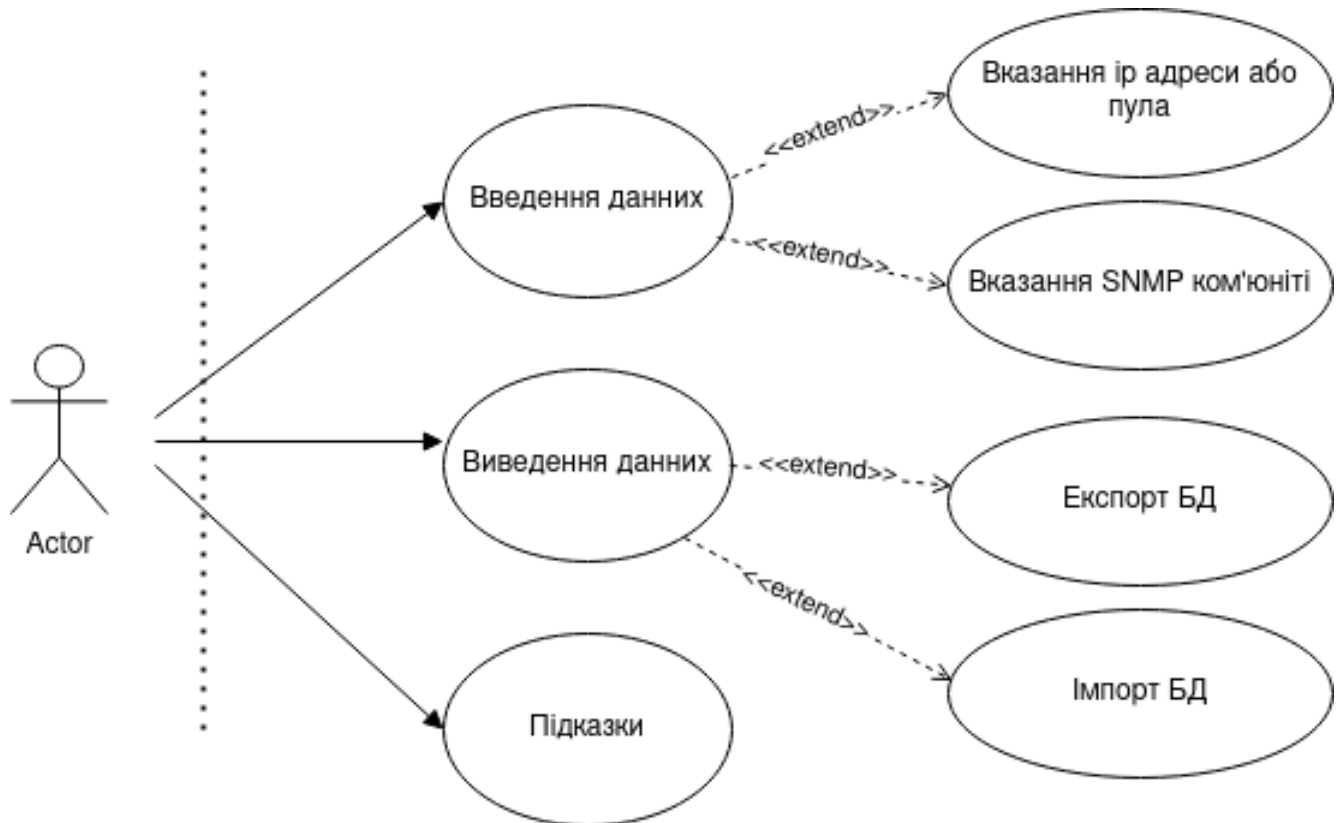 Вказання ір адреси або
пула
<<extend>>
Введення данних
<<extend>>
Вказання SNMP ком'юніті
Actor
Виведення данних
<<extend>>
Експорт БД
<<extend>>
Імпорт БД
Підказки